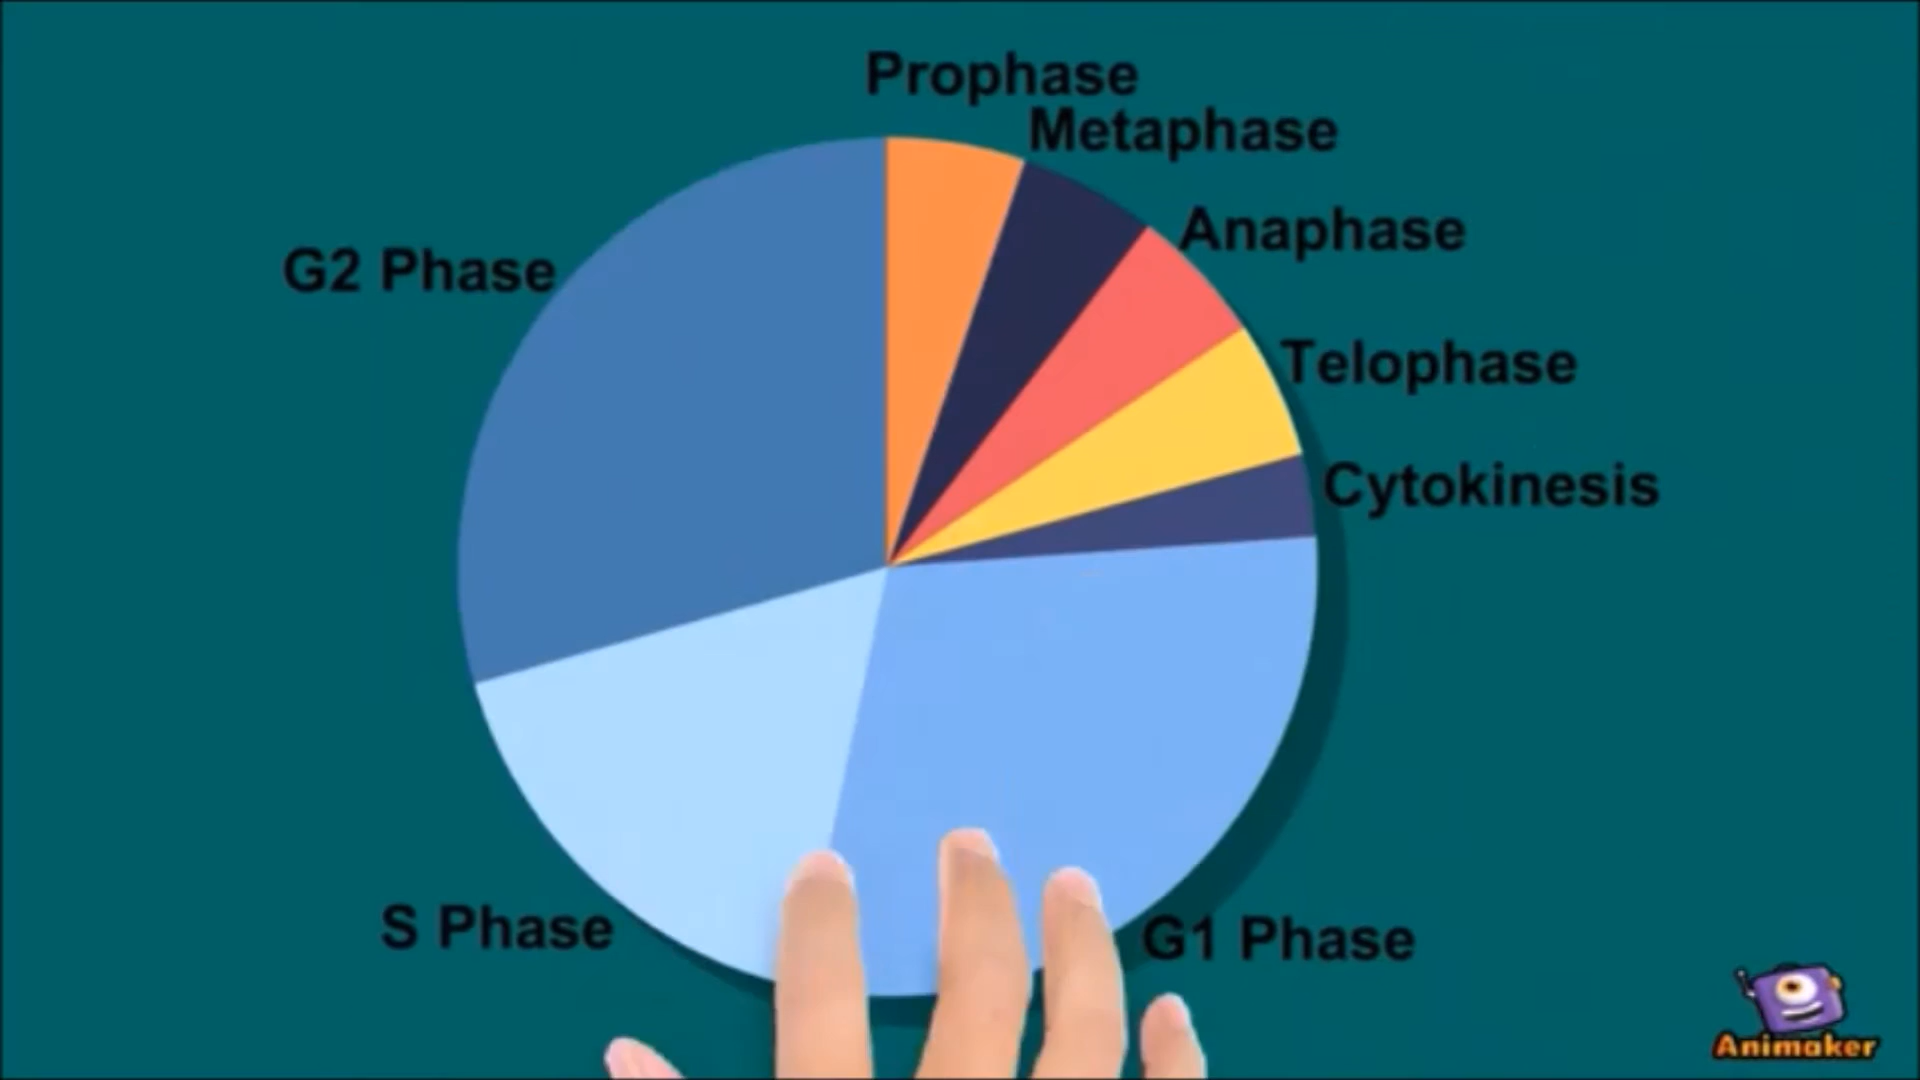 Prophase
Metaphase
Anaphase
G2 Phase
Telophase
Cytokinesis
S Phase
G1 Phase
Animaker